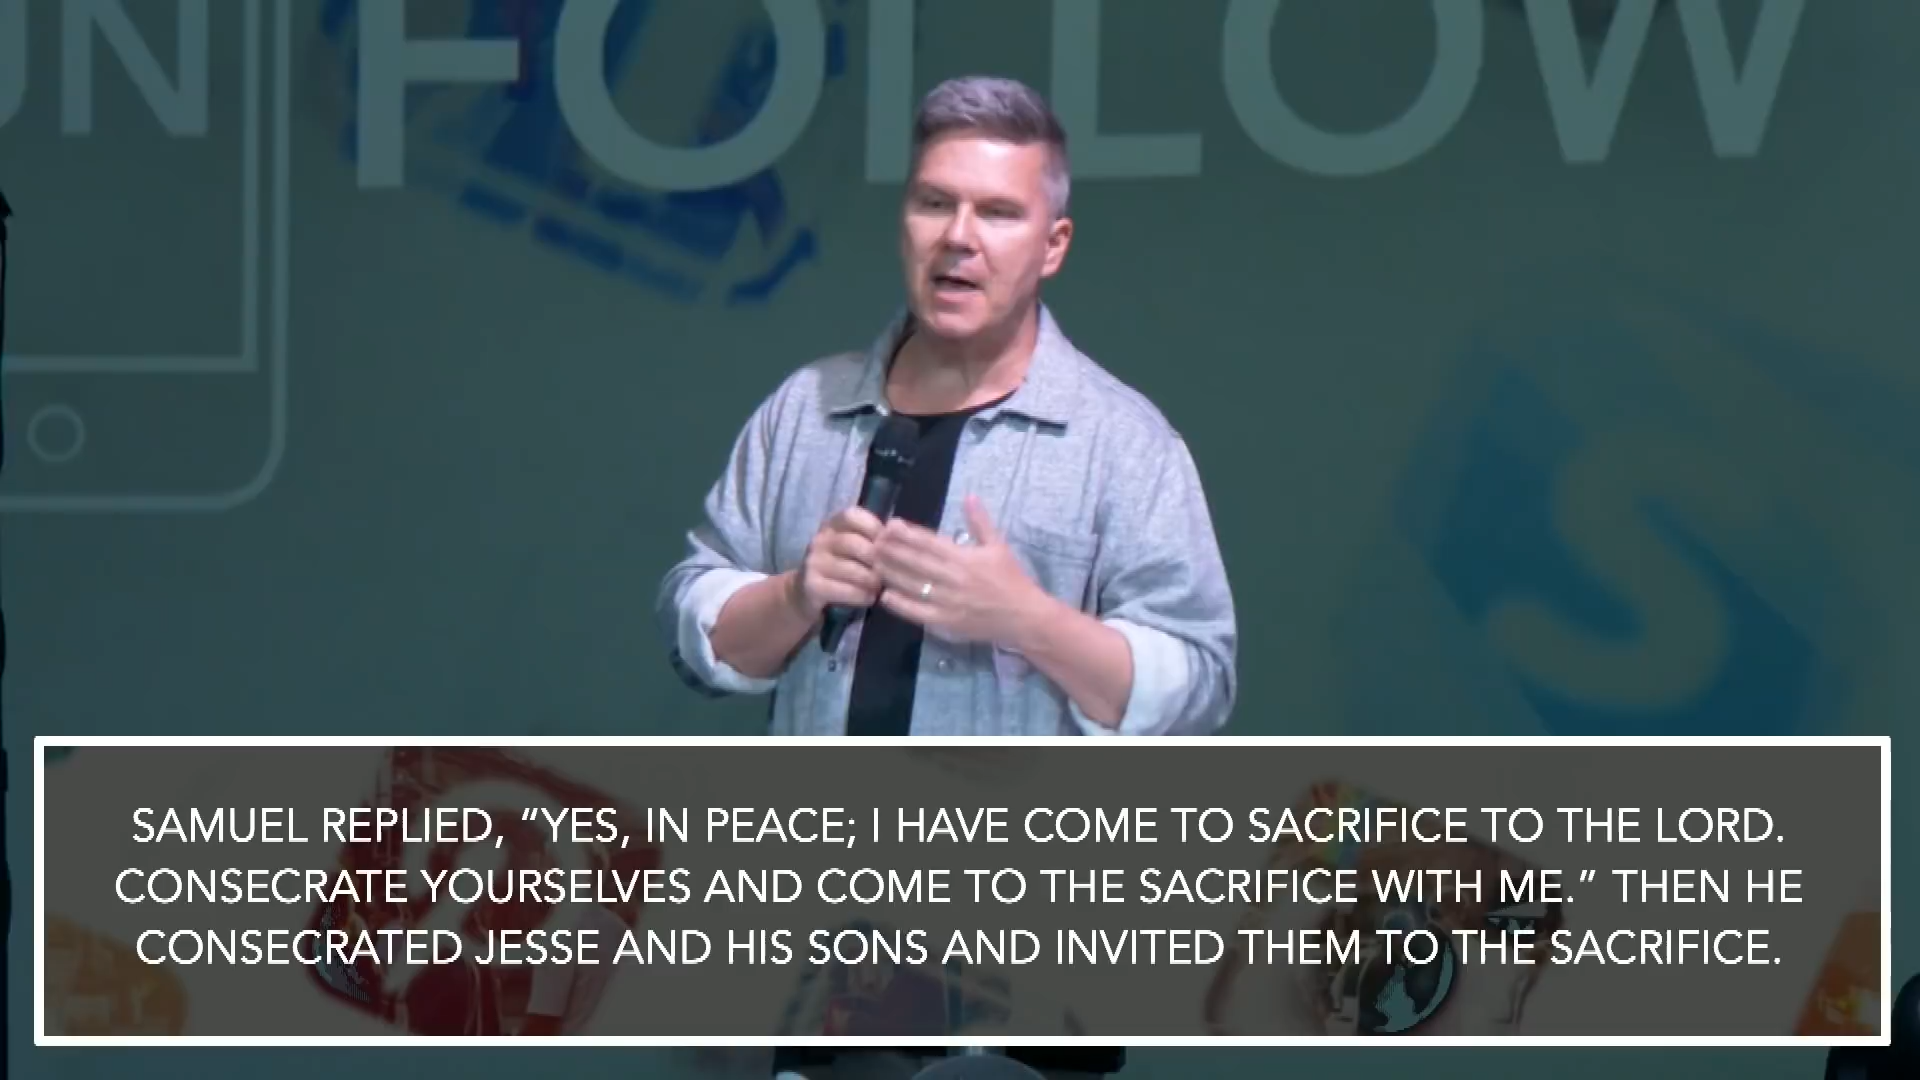 UN FOLLOW
S
SAMUEL REPLIED, “YES, IN PEACE; I HAVE COME TO SACRIFICE TO THE LORD.
CONSECRATE YOURSELVES AND COME TO THE SACRIFICE WITH ME.” THEN HE
CONSECRATED JESSE AND HIS SONS AND INVITED THEM TO THE SACRIFICE.